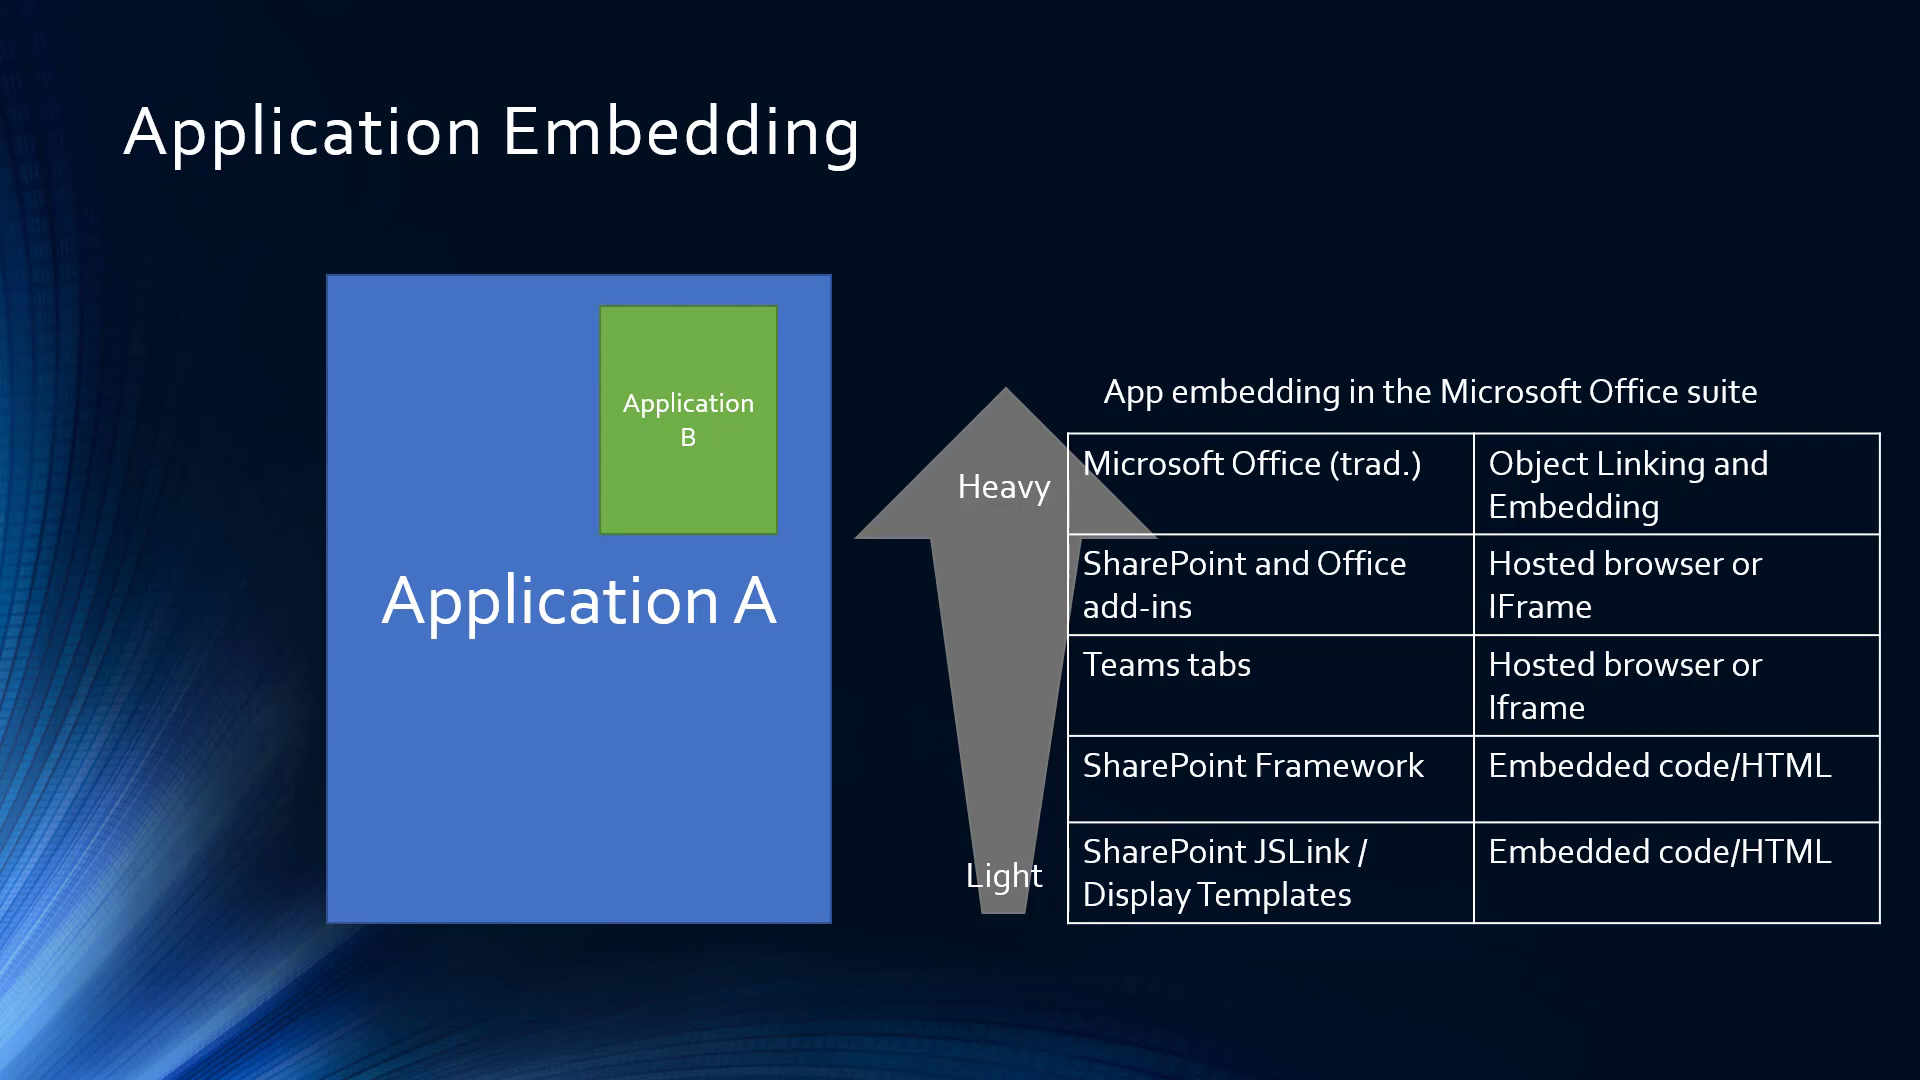 Application Embedding
Application
B
Application A
Heavy
Light
App embedding in the Microsoft Office suite
Microsoft Office (trad.)
Object Linking and
Embedding
SharePoint and Office
add-ins
Hosted browser or
IFrame
Teams tabs
Hosted browser or
Iframe
SharePoint Framework
Embedded code/HTML
SharePoint JSLink /
Display Templates
Embedded code/HTML